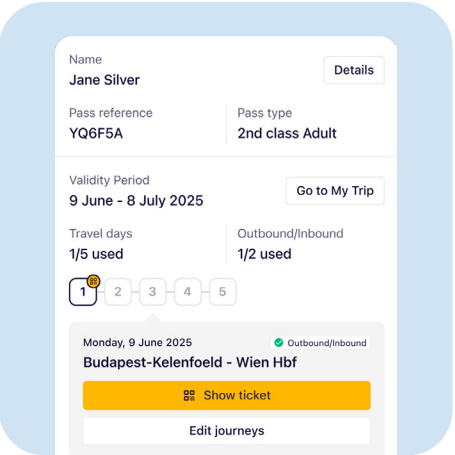 Name
Jane Silver
Details
Pass reference
YQ6F5A
Pass type
2nd class Adult
Validity Period
9 June - 8 July 2025
Go to My Trip
Travel days
1/5 used
Outbound/Inbound
1/2 used
1 2 3 4 5
Monday, 9 June 2025
Outbound/Inbound
Budapest-Kelenfoeld - Wien Hbf
Show ticket
Edit journeys